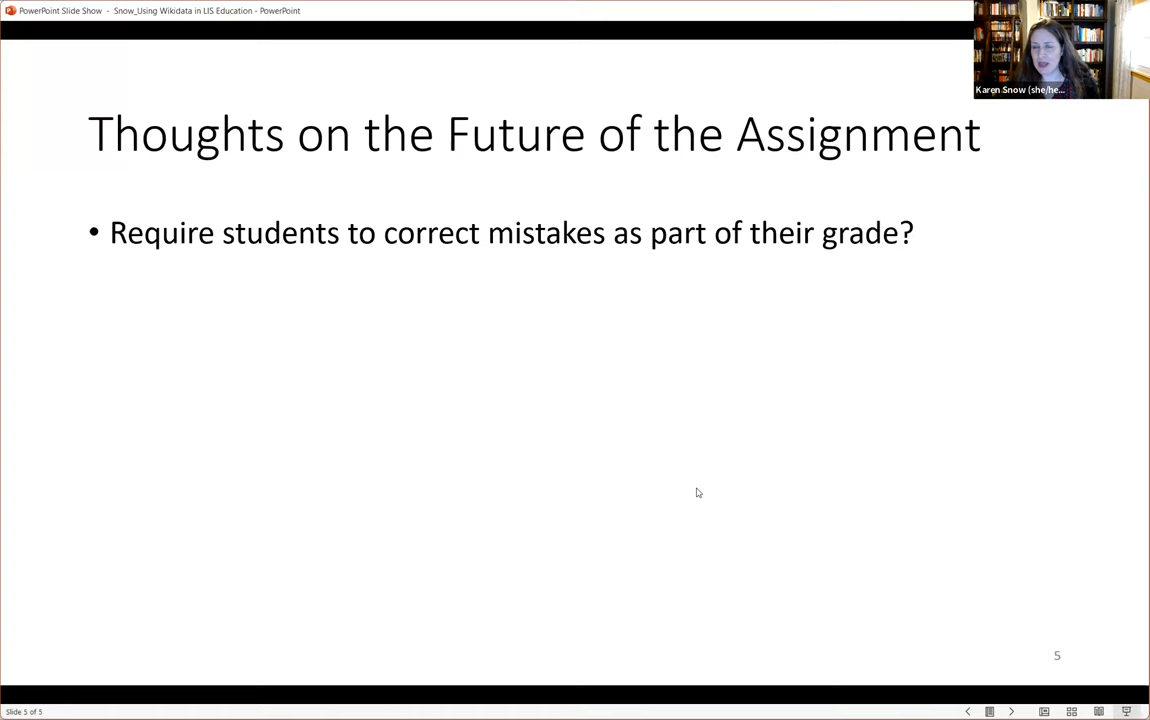 PowerPoint Slide Show - Snow_Using Wikidata in LIS Education - PowerPoint
Karen Snow (she/he...
Thoughts on the Future of the Assignment
• Require students to correct mistakes as part of their grade?
5
Slide 5 of 5